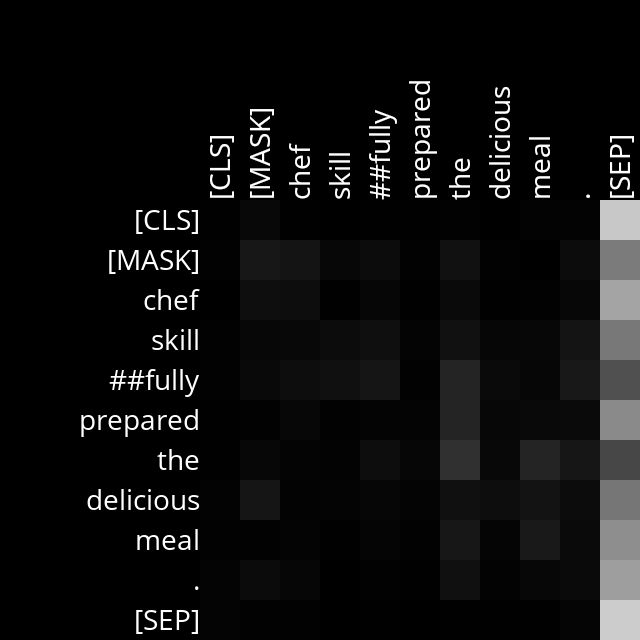 [CLS]
[MASK]
chef
skill
##fully
prepared
the
delicious
meal
.
[SEP]
[CLS]
[MASK]
chef
skill
##fully
prepared
the
delicious
meal
.
[SEP]